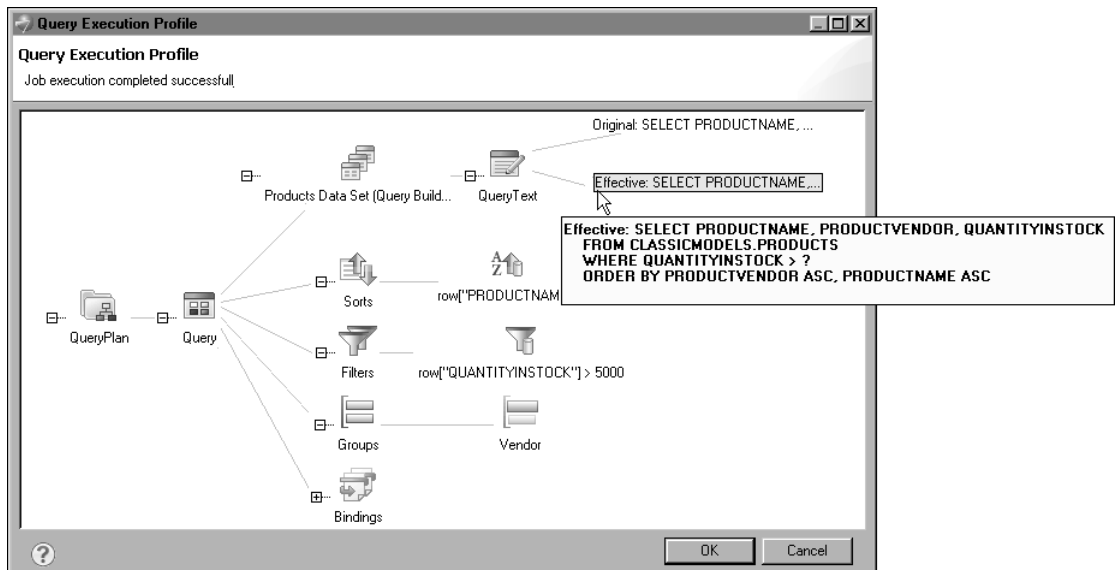 Query Execution Profile
Query Execution Profile
Job execution completed successfull
Original: SELECT PRODUCTNAME, ...
Products Data Set (Query Build...
QueryText
Effective: SELECT PRODUCTNAME,...
Effective: SELECT PRODUCTNAME, PRODUCTVENDOR, QUANTITYINSTOCK
FROM CLASSICMODELS.PRODUCTS
WHERE QUANTITYINSTOCK > ?
ORDER BY PRODUCTVENDOR ASC, PRODUCTNAME ASC
Sorts
row["PRODUCTNAM
QueryPlan
Query
Filters
row["QUANTITYINSTOCK"] > 5000
Groups
Vendor
Bindings
OK
Cancel